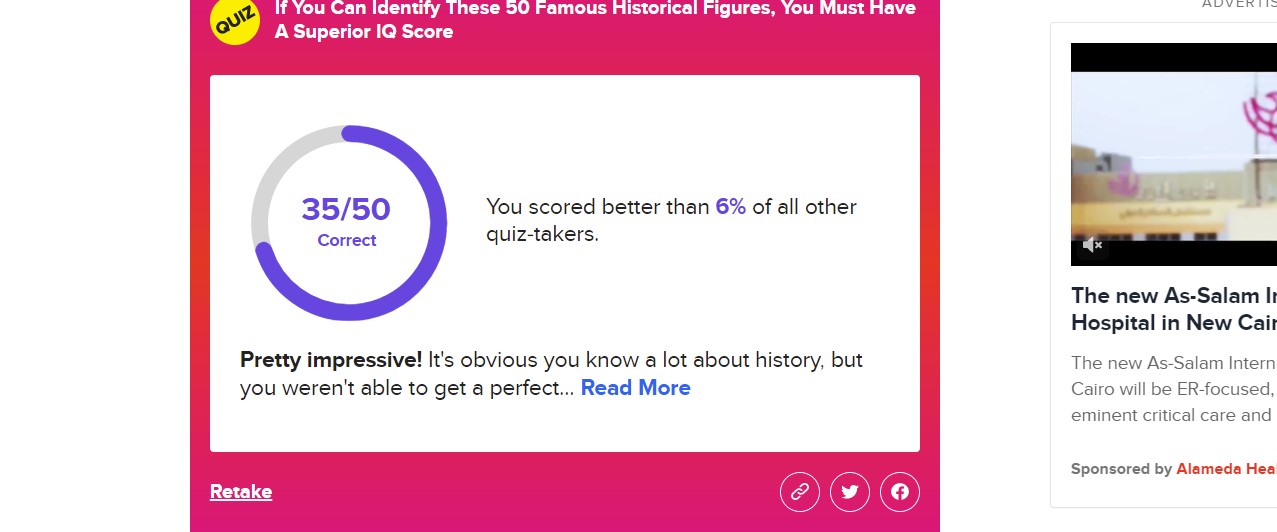 ADVERTIS
QUIZ
If You Can Identify These 50 Famous Historical Figures, You Must Have
A Superior IQ Score
35/50
Correct
You scored better than 6% of all other
quiz-takers.
Pretty impressive! It's obvious you know a lot about history, but
you weren't able to get a perfect... Read More
Retake
The new As-Salam In
Hospital in New Cair
The new As-Salam Intern
Cairo will be ER-focused,
eminent critical care and
Sponsored by Alameda Heal